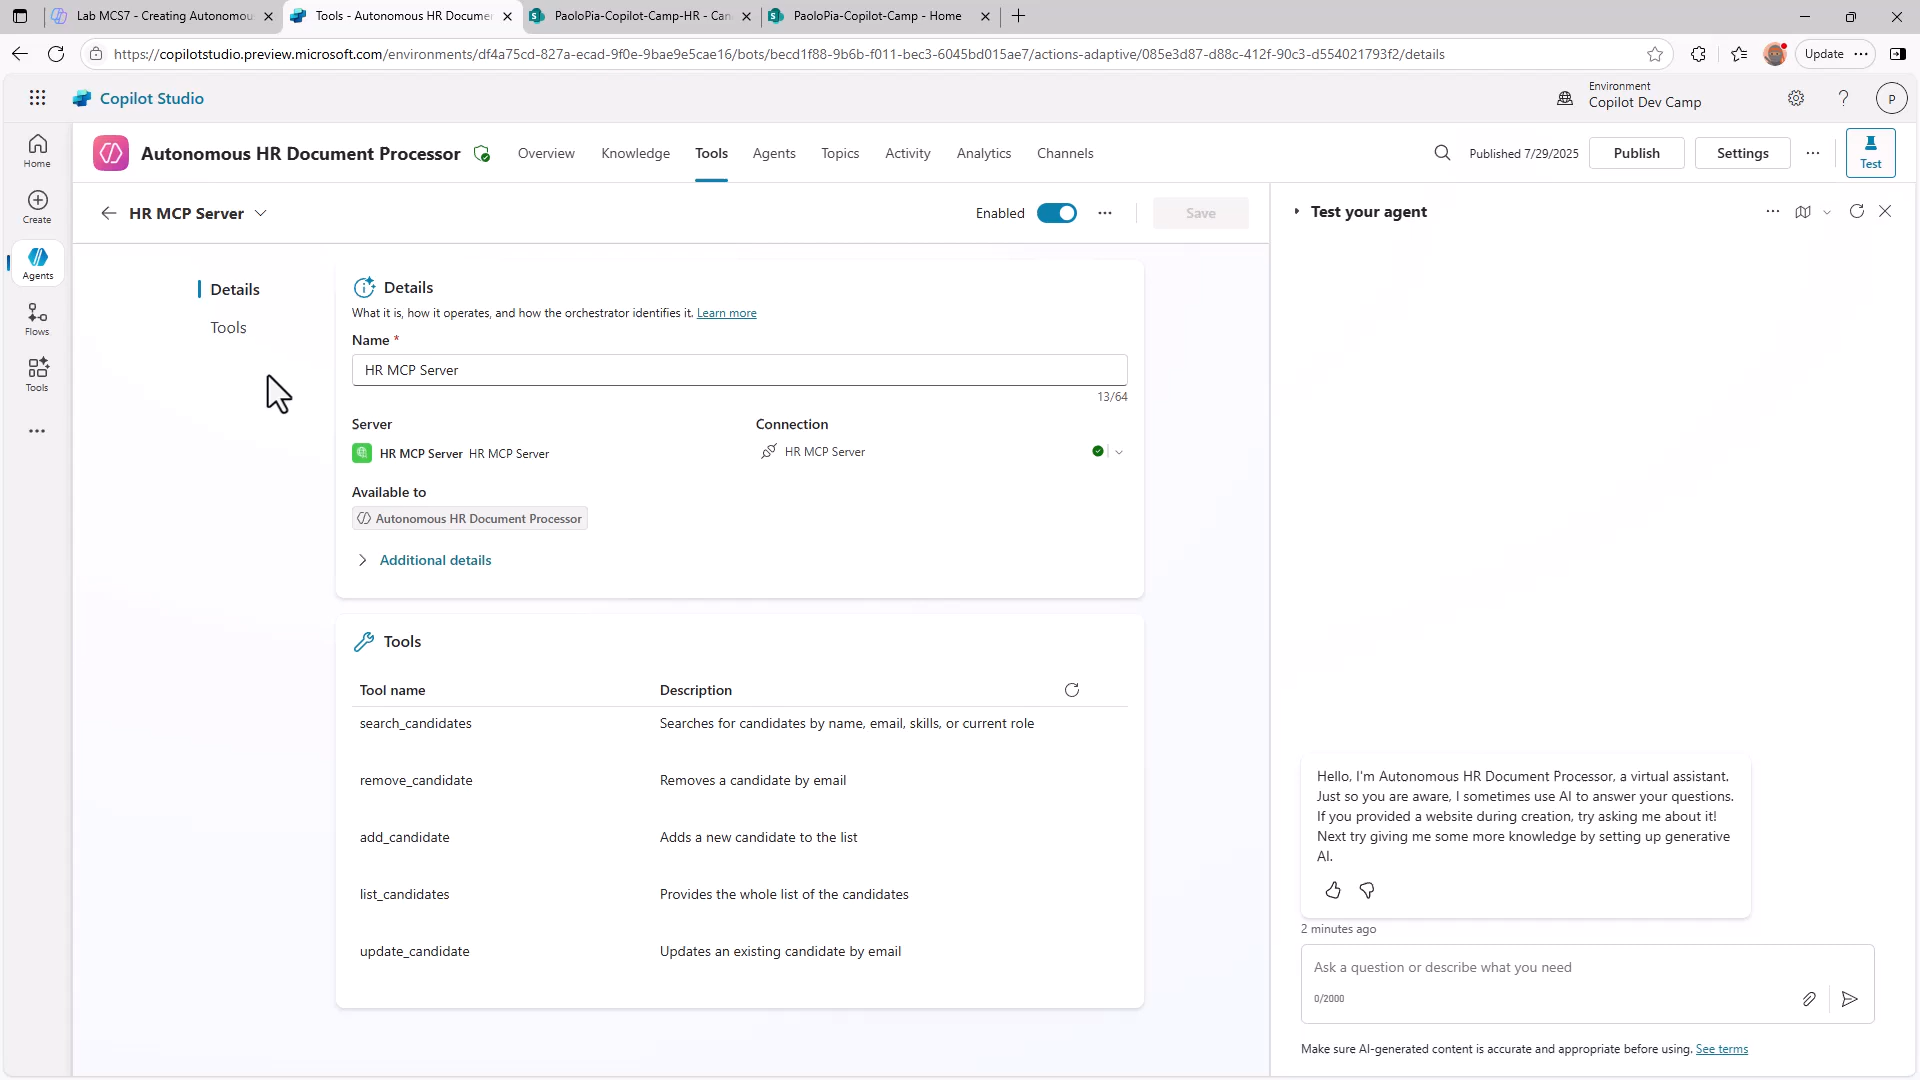 Lab MCS7 - Creating Autonomou
Tools - Autonomous HR Documen
PaoloPia-Copilot-Camp-HR - Can
PaoloPia-Copilot-Camp - Home
https://copilotstudio.preview.microsoft.com/environments/df4a75cd-827a-ecad-9f0e-9bae9e5cae16/bots/becd1f88-9b6b-f011-bec3-6045bd015ae7/actions-adaptive/085e3d87-d88c-412f-90c3-d554021793f2/details
Update
Copilot Studio
Environment
Copilot Dev Camp
P
Home
Create
Agents
Flows
Tools
Autonomous HR Document Processor
Overview
Knowledge
Tools
Agents
Topics
Activity
Analytics
Channels
Published 7/29/2025
Publish
Settings
Test
HR MCP Server
Enabled
Save
Details
Tools
Details
What it is, how it operates, and how the orchestrator identifies it. Learn more
Name *
HR MCP Server
13/64
Server
Connection
HR MCP Server HR MCP Server
HR MCP Server
Available to
Autonomous HR Document Processor
Additional details
Tools
Tool name
Description
search_candidates
Searches for candidates by name, email, skills, or current role
remove_candidate
Removes a candidate by email
add_candidate
Adds a new candidate to the list
list_candidates
Provides the whole list of the candidates
update_candidate
Updates an existing candidate by email
Test your agent
Hello, I'm Autonomous HR Document Processor, a virtual assistant.
Just so you are aware, I sometimes use AI to answer your questions.
If you provided a website during creation, try asking me about it!
Next try giving me some more knowledge by setting up generative
AI.
2 minutes ago
Ask a question or describe what you need
0/2000
Make sure AI-generated content is accurate and appropriate before using. See terms